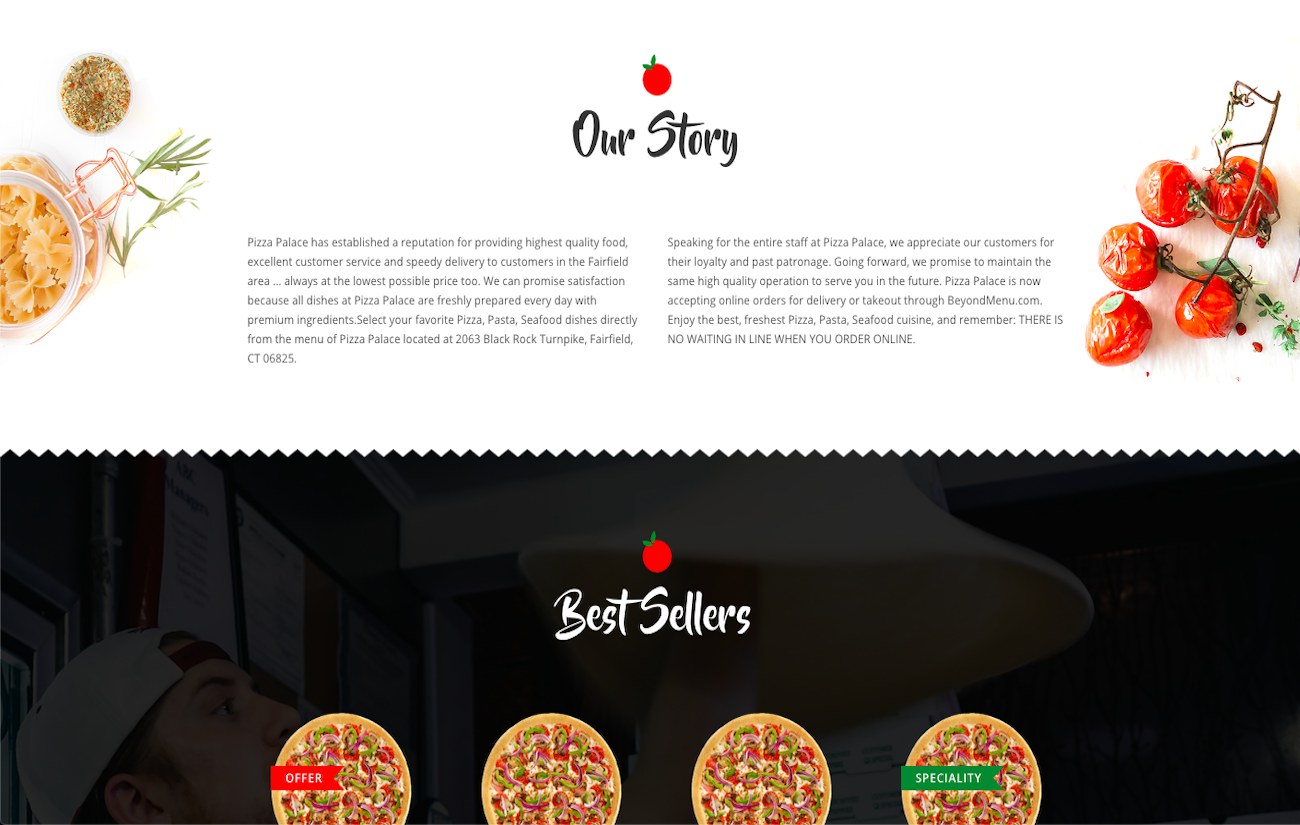 Our Story
Pizza Palace has established a reputation for providing highest quality food,
excellent customer service and speedy delivery to customers in the Fairfield
area ... always at the lowest possible price too. We can promise satisfaction
because all dishes at Pizza Palace are freshly prepared every day with
premium ingredients.Select your favorite Pizza, Pasta, Seafood dishes directly
from the menu of Pizza Palace located at 2063 Black Rock Turnpike, Fairfield,
CT 06825.
Speaking for the entire staff at Pizza Palace, we appreciate our customers for
their loyalty and past patronage. Going forward, we promise to maintain the
same high quality operation to serve you in the future. Pizza Palace is now
accepting online orders for delivery or takeout through BeyondMenu.com.
Enjoy the best, freshest Pizza, Pasta, Seafood cuisine, and remember: THERE IS
NO WAITING IN LINE WHEN YOU ORDER ONLINE.
Best Sellers
OFFER
SPECIALITY